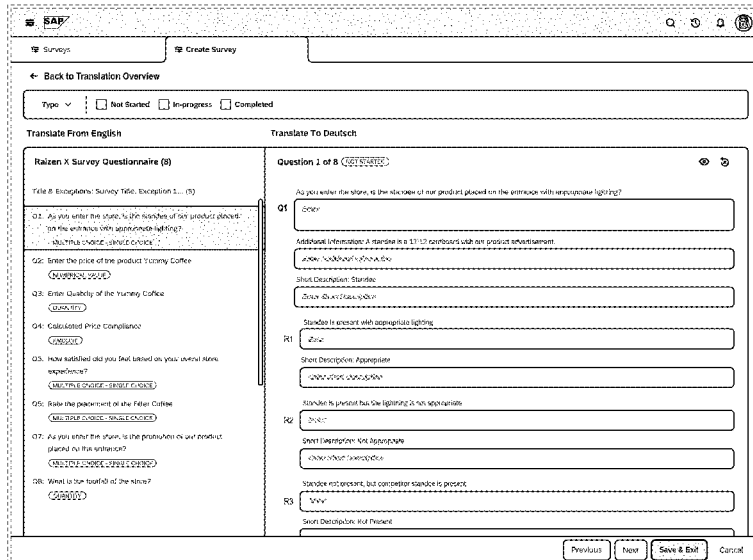 SAP
Surveys
Create Survey
← Back to Translation Overview
Type
Not Started
In-progress
Completed
Translate From English
Translate To Deutsch
Raizen X Survey Questionnaire (8)
Title & Exceptions: Survey Title, Exception 1... (5)
Q1: As you enter the store, is the standee of our product placed
on the entrance with appropriate lighting?
MULTIPLE CHOICE - SINGLE CHOICE
Q2: Enter the price of the product Yummy Coffee
NUMERICAL VALUE
Q3: Enter Quantity of the Yummy Coffee
QUANTITY
Q4: Calculated Price Compliance
Q5: How satisfied did you feel based on your overall store
experience?
MULTIPLE CHOICE - SINGLE CHOICE
Q6: Rate the placement of the Filter Coffee
MULTIPLE CHOICE - SINGLE CHOICE
Q7: As you enter the store, is the promotion of our product
placed on the entrance?
MULTIPLE CHOICE - SINGLE CHOICE
Q8: What is the footfall of the store?
QUANTITY
Question 1 of 8 NOT STARTED
As you enter the store, is the standee of our product placed on the entrance with appropriate lighting?
Q1
Enter
Additional Information: A standee is a cardboard with our product advertisement.
Enter Additional Information
Short Description: Standee
Enter Short Description
Standee is present with appropriate lighting
R1
Enter
Short Description: Appropriate
Enter Short Description
Standee is present but the lighting is not appropriate
R2
Enter
Short Description: Not Appropriate
Enter Short Description
Standee not present, but competitor standee is present
R3
Enter
Short Description: Not Present
Previous
Next
Save & Exit
Cancel